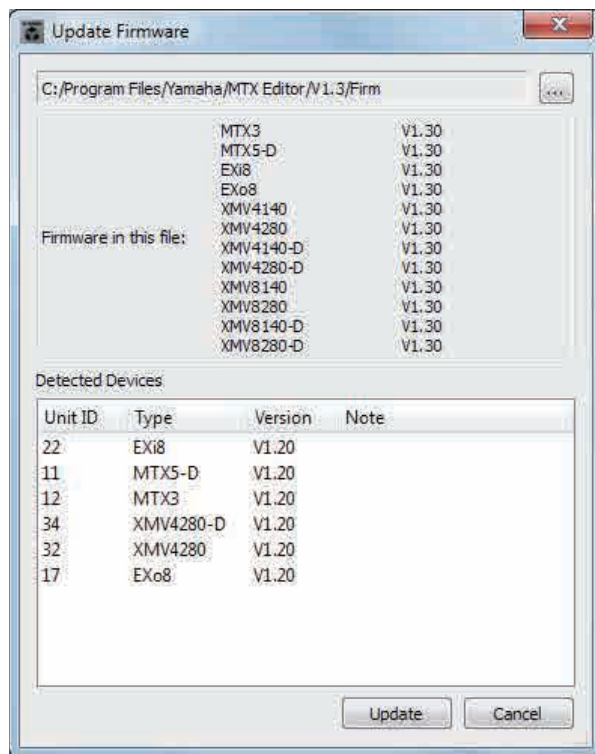 Update Firmware
C:/Program Files/Yamaha/MTX Editor/V1.3/Firm ...
MTX3 V1.30
MTX5-D V1.30
EXi8 V1.30
EXo8 V1.30
XMV4140 V1.30
XMV4280 V1.30
Firmware in this file:
XMV4140-D V1.30
XMV4280-D V1.30
XMV8140 V1.30
XMV8280 V1.30
XMV8140-D V1.30
XMV8280-D V1.30
Detected Devices
Unit ID Type Version Note
22 EXi8 V1.20
11 MTX5-D V1.20
12 MTX3 V1.20
34 XMV4280-D V1.20
32 XMV4280 V1.20
17 EXo8 V1.20
Update Cancel